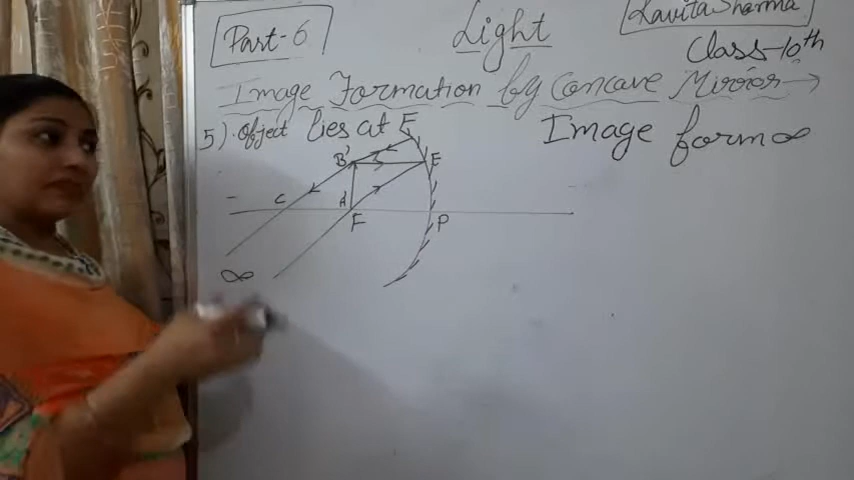 Part-6
Light
Kavita Sharma
Class-10th
Image Formation by Concave Mirror →
5). Object lies at F
Image form ∞
B'
E
C
A'
F
P
∞